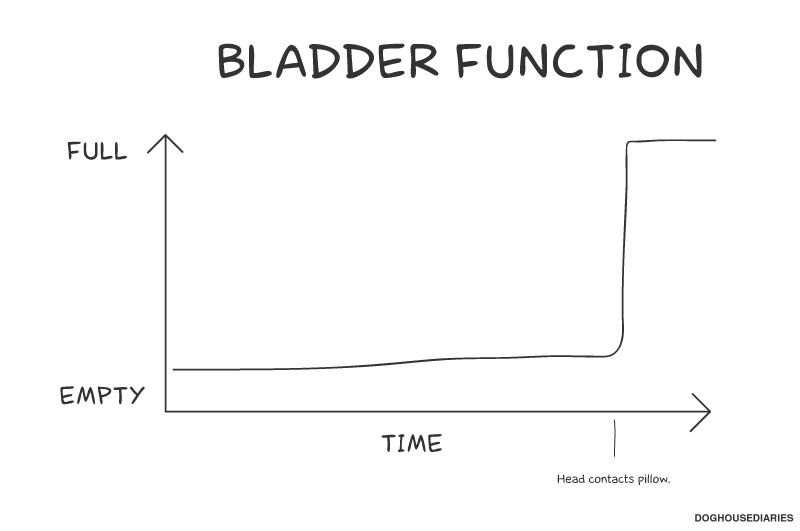 BLADDER FUNCTION
FULL
EMPTY
TIME
Head contacts pillow.
DOGHOUSEDIARIES